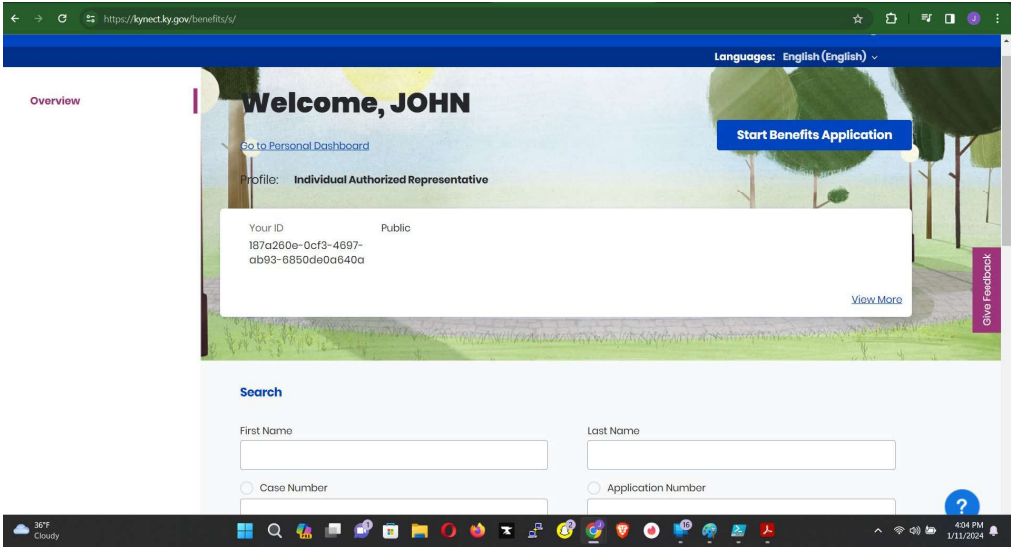 https://kynect.ky.gov/benefits/s/
Languages: English (English)
Overview
Welcome, JOHN
Go to Personal Dashboard
Start Benefits Application
Profile: Individual Authorized Representative
Your ID
Public
187a260e-0cf3-4697-
ab93-6850de0a640a
View More
Give Feedback
Search
First Name
Last Name
Case Number
Application Number
?
36°F
Cloudy
16
4:04 PM
1/11/2024